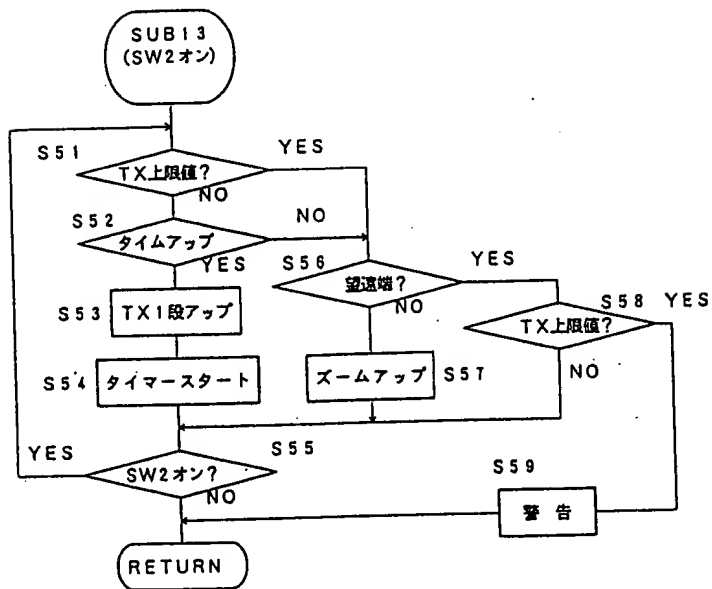 SUB13
(SW2オン)
S51
TX上限値?
YES
NO
S52
タイムアップ
NO
YES
S56
望遠端?
YES
NO
S53
TX1段アップ
S58
TX上限値?
YES
NO
S54
タイマースタート
ズームアップ
S57
S55
SW2オン?
YES
NO
S59
警告
RETURN